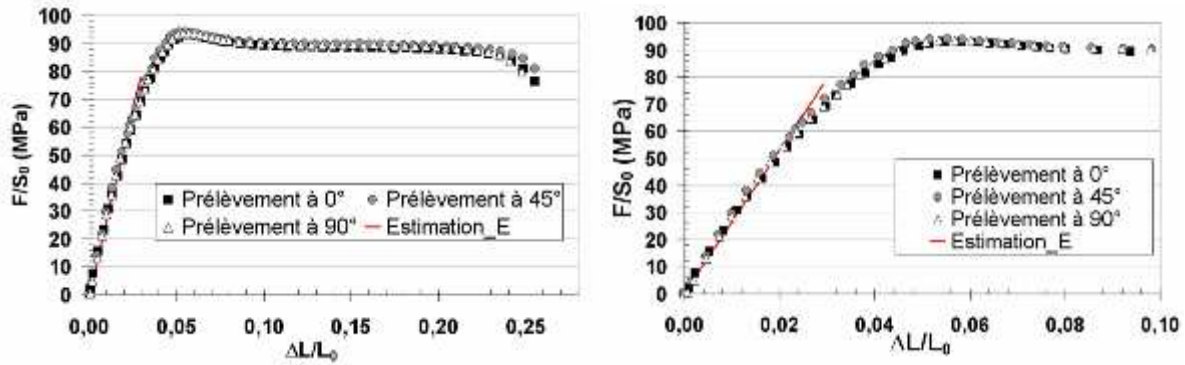 100
90
80
70
60
50
40
30
20
10
0
F/S0 (MPa)
Prélèvement à 0°
Prélèvement à 45°
Prélèvement à 90°
Estimation_E
0,00 0,05 0,10 0,15 0,20 0,25
ΔL/L0
100
90
80
70
60
50
40
30
20
10
0
F/S0 (MPa)
Prélèvement à 0°
Prélèvement à 45°
Prélèvement à 90°
Estimation_E
0,00 0,02 0,04 0,06 0,08 0,10
ΔL/L0